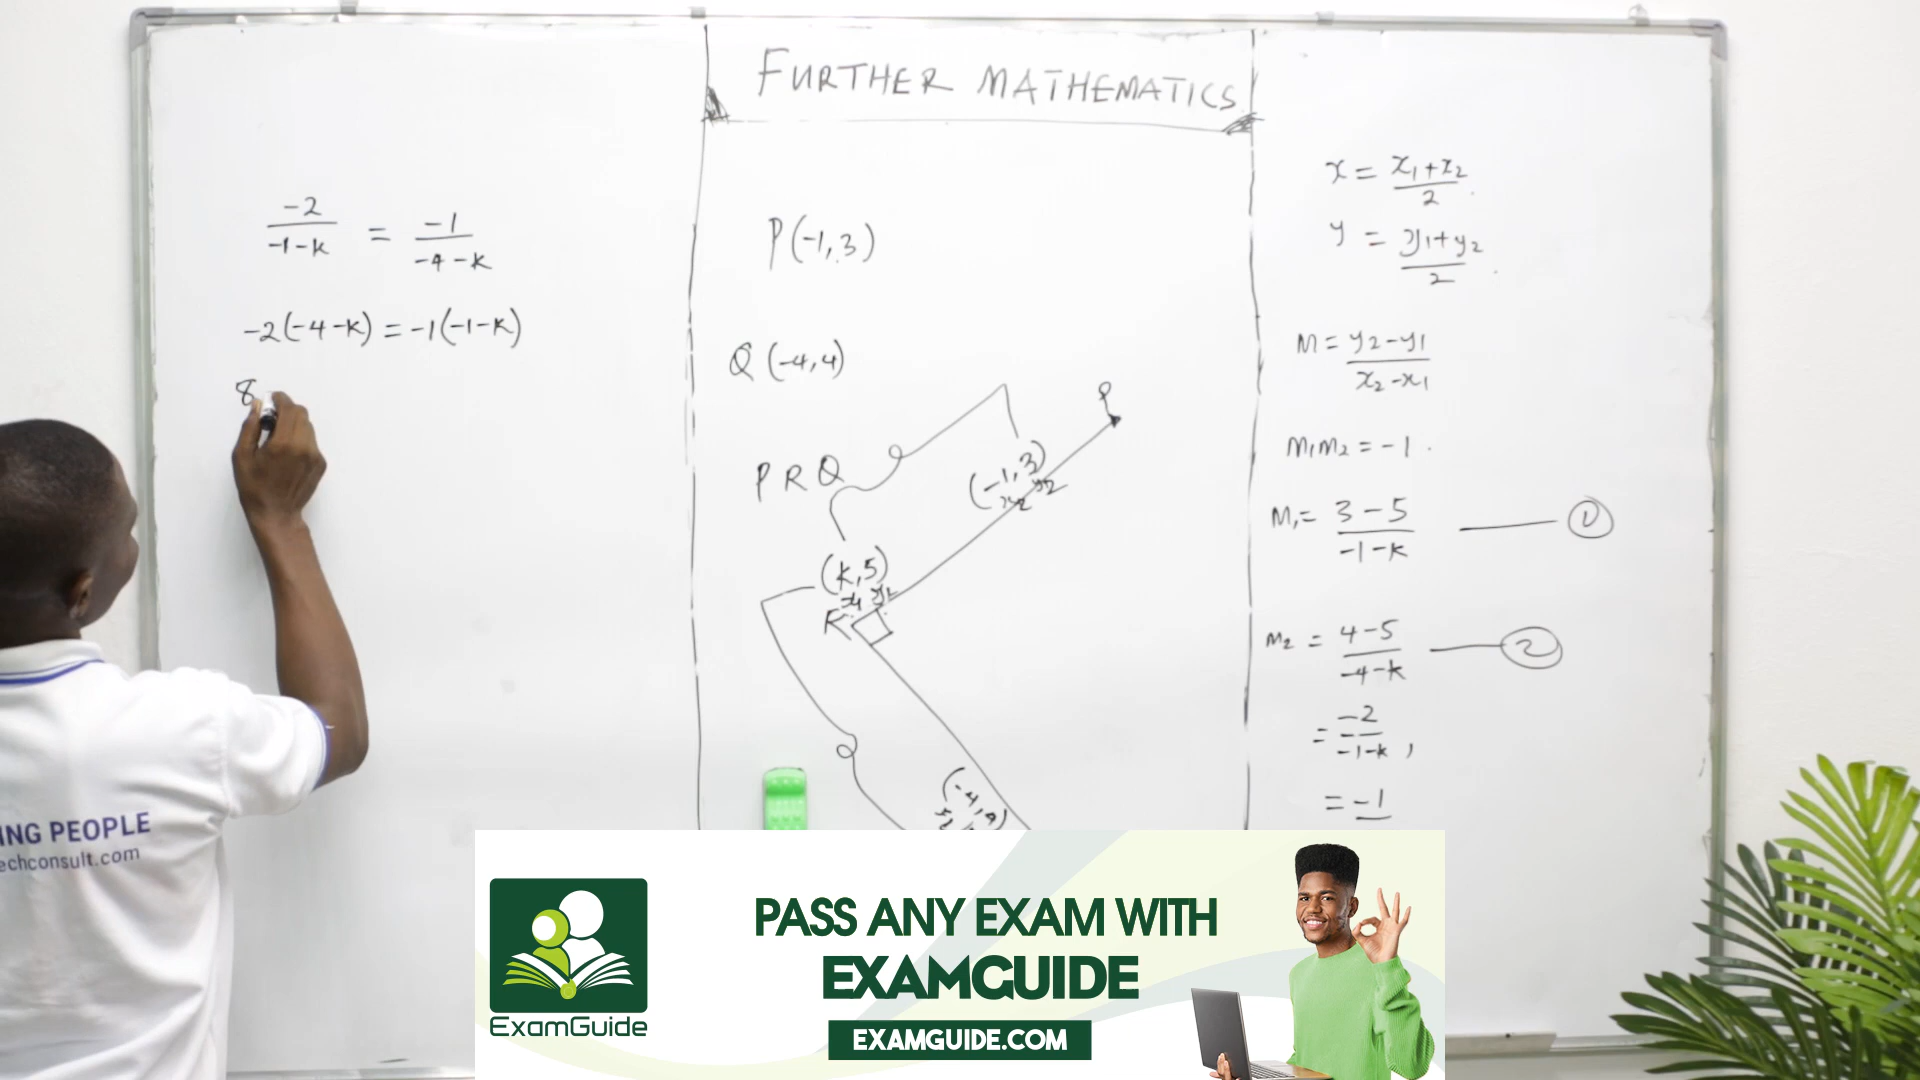 FURTHER MATHEMATICS
-2/-1-k = -1/-4-k
-2(-4-k) = -1(-1-k)
8
P(-1,3)
Q(-4,4)
PRQ
P
(-1,3)
x2 y2
(k,5)
R
(-4,4)
x = x1+x2/2
y = y1+y2/2
M = y2-y1/x2-x1
M1M2 = -1.
M1 = 3-5/-1-k ①
M2 = 4-5/-4-k ②
= -2/-1-k,
= -1
ING PEOPLE
echconsult.com
ExamGuide
PASS ANY EXAM WITH
EXAMGUIDE
EXAMGUIDE.COM